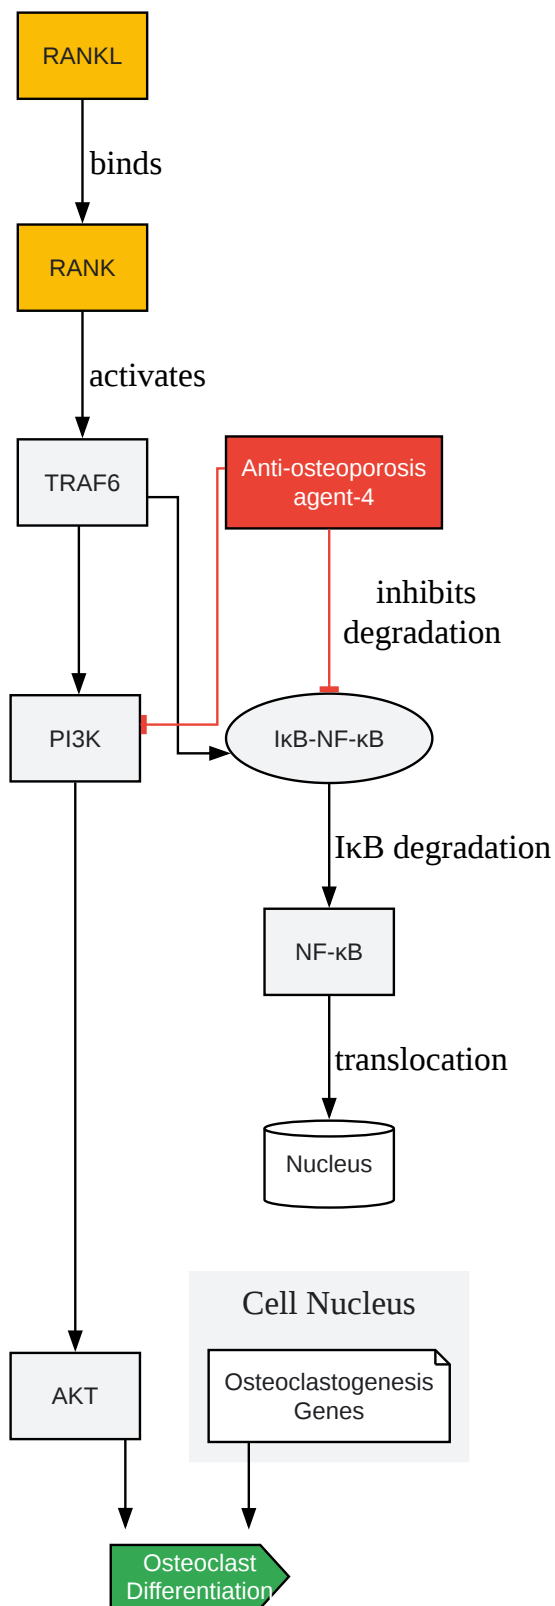 RANKL
binds
RANK
activates
TRAF6
Anti-osteoporosis
agent-4
inhibits
degradation
PI3K
IκB-NF-κB
IκB degradation
NF-κB
translocation
Nucleus
Cell Nucleus
Osteoclastogenesis
Genes
AKT
Osteoclast
Differentiation